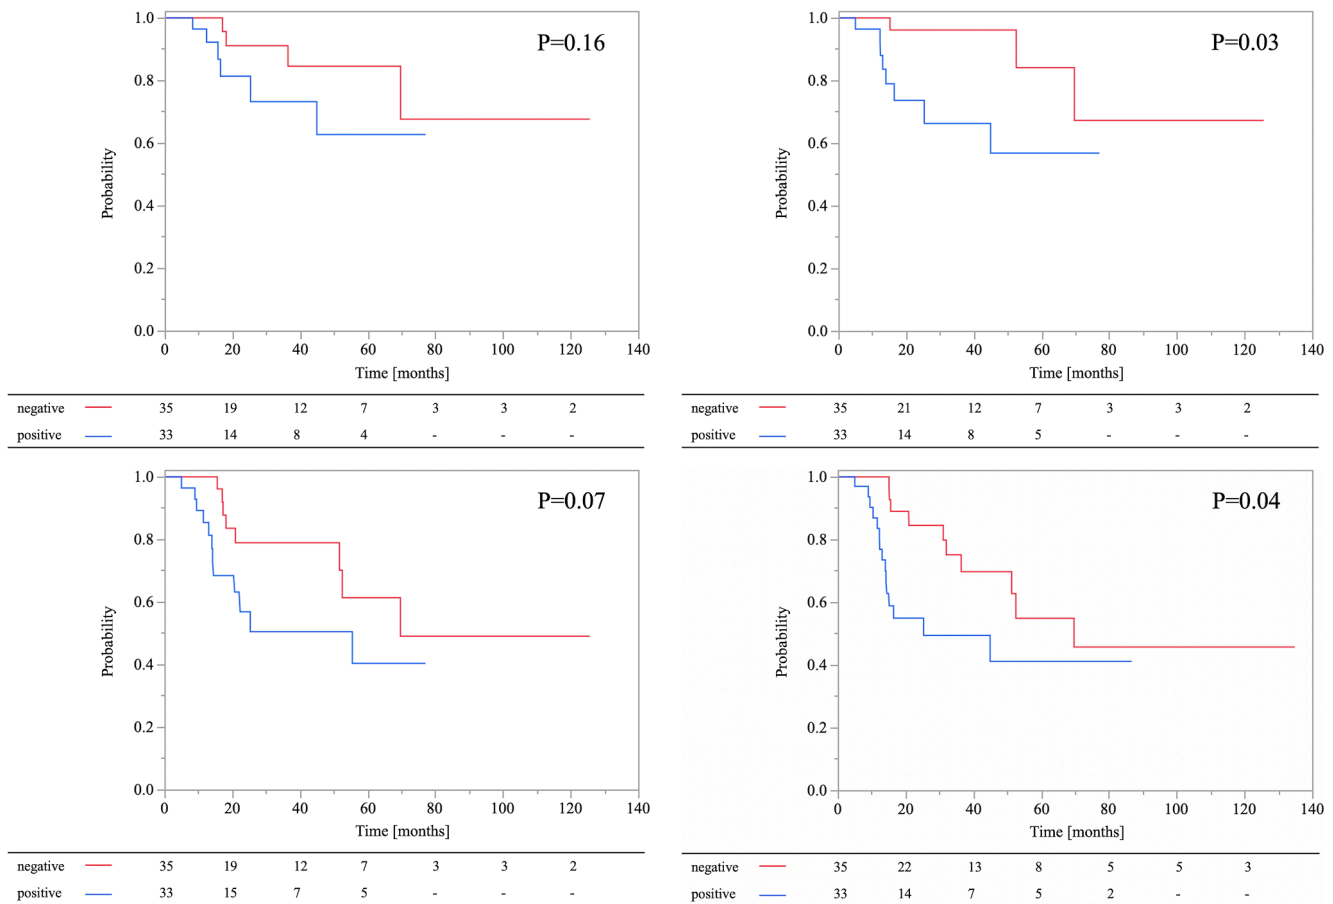 P=0.16
1.0
0.8
0.6
0.4
0.2
0.0
Probability
0 20 40 60 80 100 120 140
Time [months]
negative 35 19 12 7 3 3 2
positive 33 14 8 4 - - -
P=0.03
1.0
0.8
0.6
0.4
0.2
0.0
Probability
0 20 40 60 80 100 120 140
Time [months]
negative 35 21 12 7 3 3 2
positive 33 14 8 5 - - -
P=0.07
1.0
0.8
0.6
0.4
0.2
0.0
Probability
0 20 40 60 80 100 120 140
Time [months]
negative 35 19 12 7 3 3 2
positive 33 15 7 5 - - -
P=0.04
1.0
0.8
0.6
0.4
0.2
0.0
Probability
0 20 40 60 80 100 120 140
Time [months]
negative 35 22 13 8 5 5 3
positive 33 14 7 5 2 - -